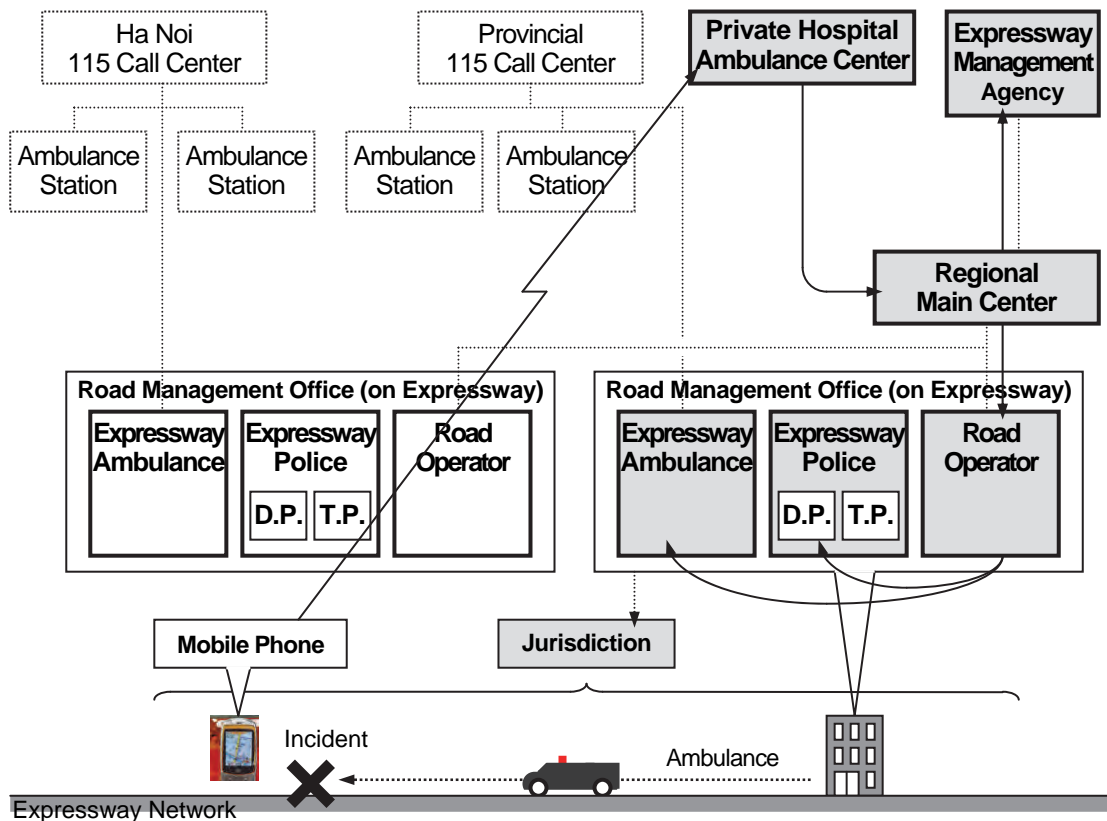 Ha Noi
115 Call Center
Provincial
115 Call Center
Private Hospital
Ambulance Center
Expressway
Management
Agency
Ambulance
Station
Ambulance
Station
Ambulance
Station
Ambulance
Station
Regional
Main Center
Road Management Office (on Expressway)
Expressway
Ambulance
Expressway
Police
D.P.
T.P.
Road
Operator
Road Management Office (on Expressway)
Expressway
Ambulance
Expressway
Police
D.P.
T.P.
Road
Operator
Mobile Phone
Jurisdiction
Incident
Ambulance
Expressway Network